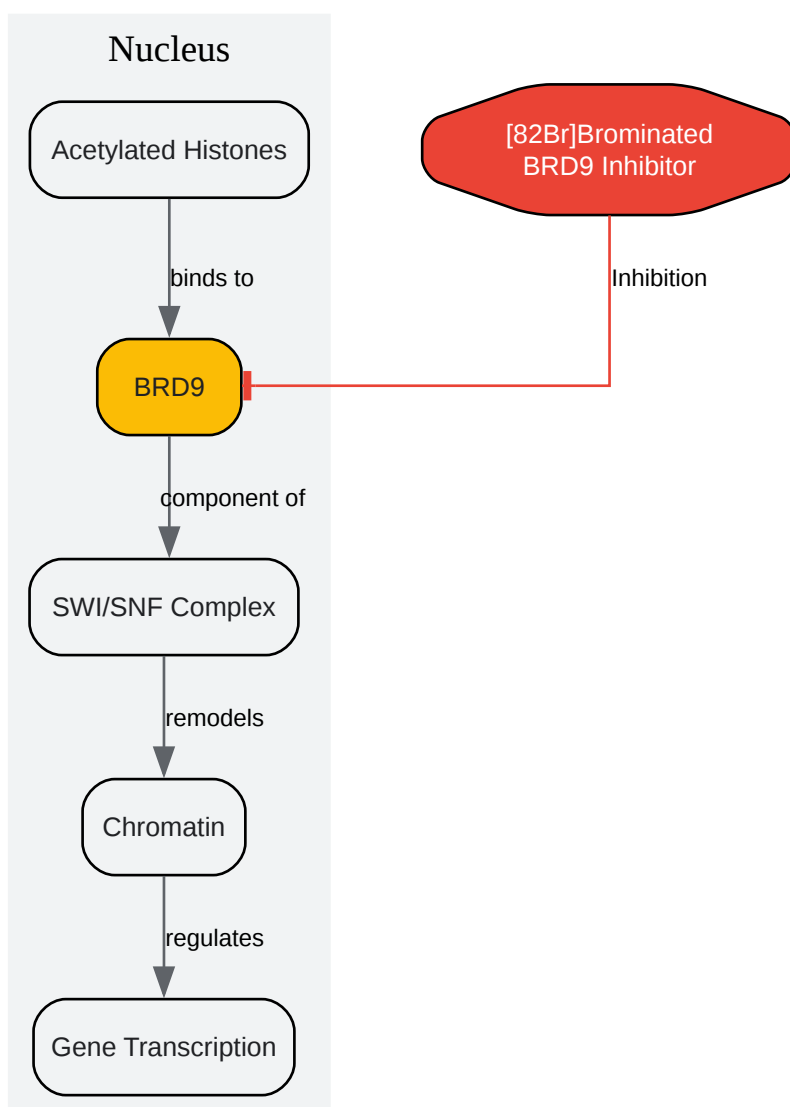 Nucleus
Acetylated Histones
[82Br]Brominated
BRD9 Inhibitor
binds to
Inhibition
BRD9
component of
SWI/SNF Complex
remodels
Chromatin
regulates
Gene Transcription